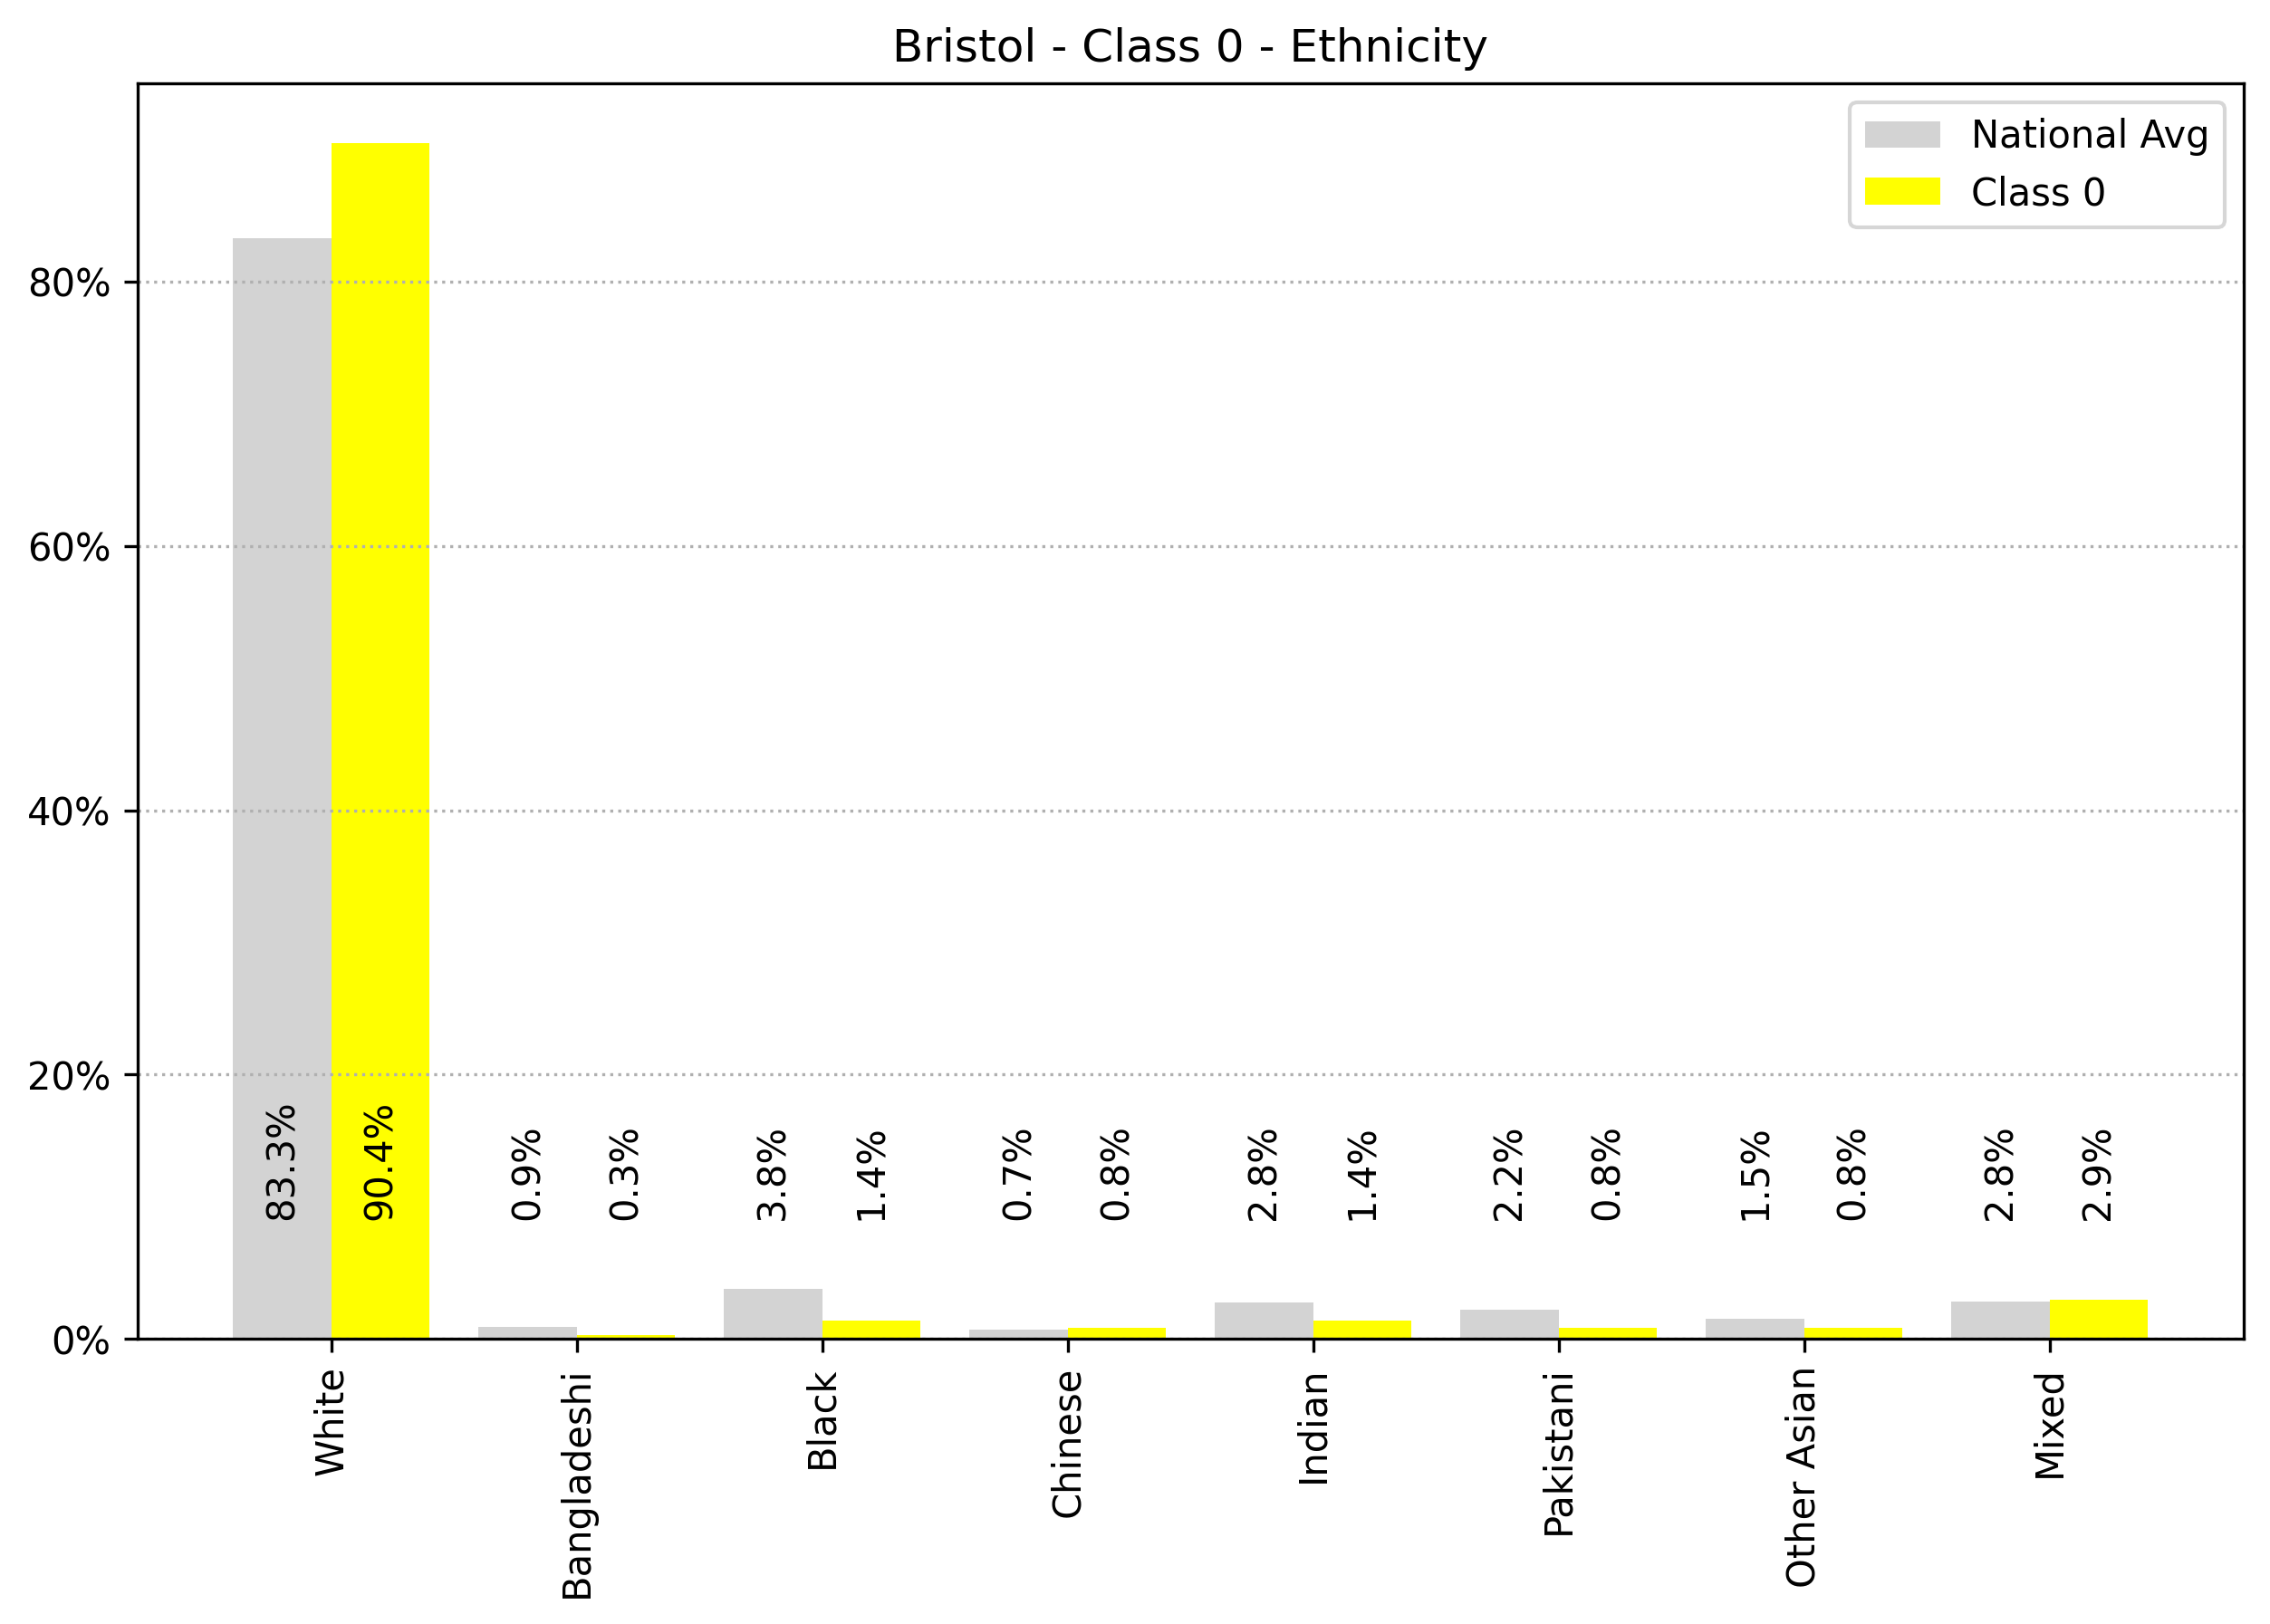 Bristol - Class 0 - Ethnicity
National Avg
Class 0
80%
60%
40%
20%
0%
83.3%
90.4%
0.9%
0.3%
3.8%
1.4%
0.7%
0.8%
2.8%
1.4%
2.2%
0.8%
1.5%
0.8%
2.8%
2.9%
White
Bangladeshi
Black
Chinese
Indian
Pakistani
Other Asian
Mixed